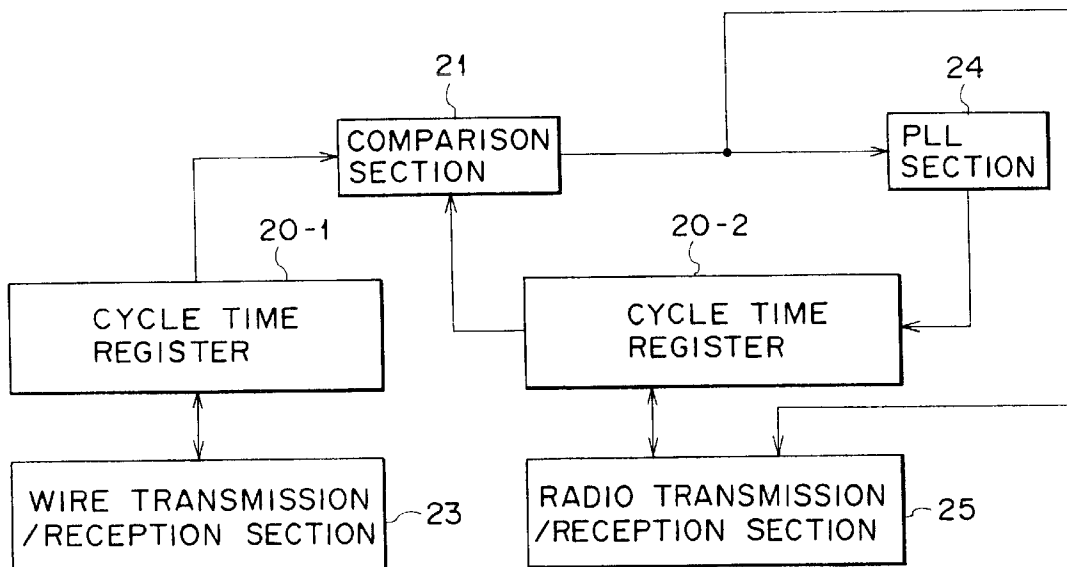 21
COMPARISON
SECTION
24
PLL
SECTION
20-1
CYCLE TIME
REGISTER
20-2
CYCLE TIME
REGISTER
WIRE TRANSMISSION
/RECEPTION SECTION
23
RADIO TRANSMISSION
/RECEPTION SECTION
25